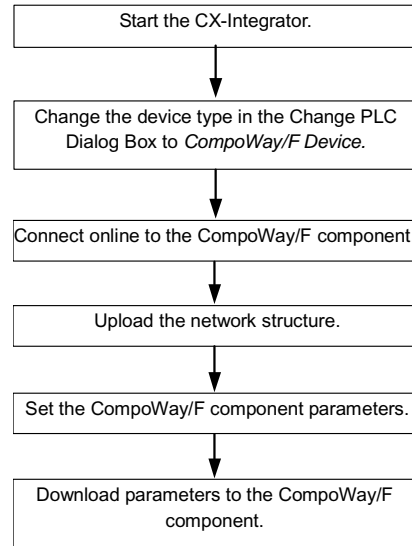 Start the CX-Integrator.
Change the device type in the Change PLC
Dialog Box to CompoWay/F Device.
Connect online to the CompoWay/F component
Upload the network structure.
Set the CompoWay/F component parameters.
Download parameters to the CompoWay/F
component.